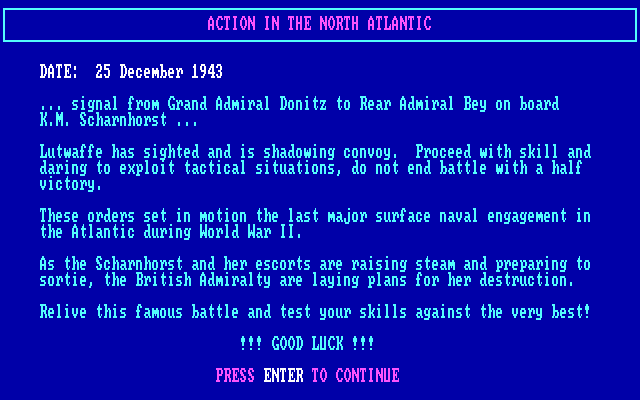 ACTION IN THE NORTH ATLANTIC
DATE:  25 December 1943
... signal from Grand Admiral Donitz to Rear Admiral Bey on board
K.M. Scharnhorst ...
Lutwaffe has sighted and is shadowing convoy.  Proceed with skill and
daring to exploit tactical situations, do not end battle with a half
victory.
These orders set in motion the last major surface naval engagement in
the Atlantic during World War II.
As the Scharnhorst and her escorts are raising steam and preparing to
sortie, the British Admiralty are laying plans for her destruction.
Relive this famous battle and test your skills against the very best!
!!! GOOD LUCK !!!
PRESS ENTER TO CONTINUE